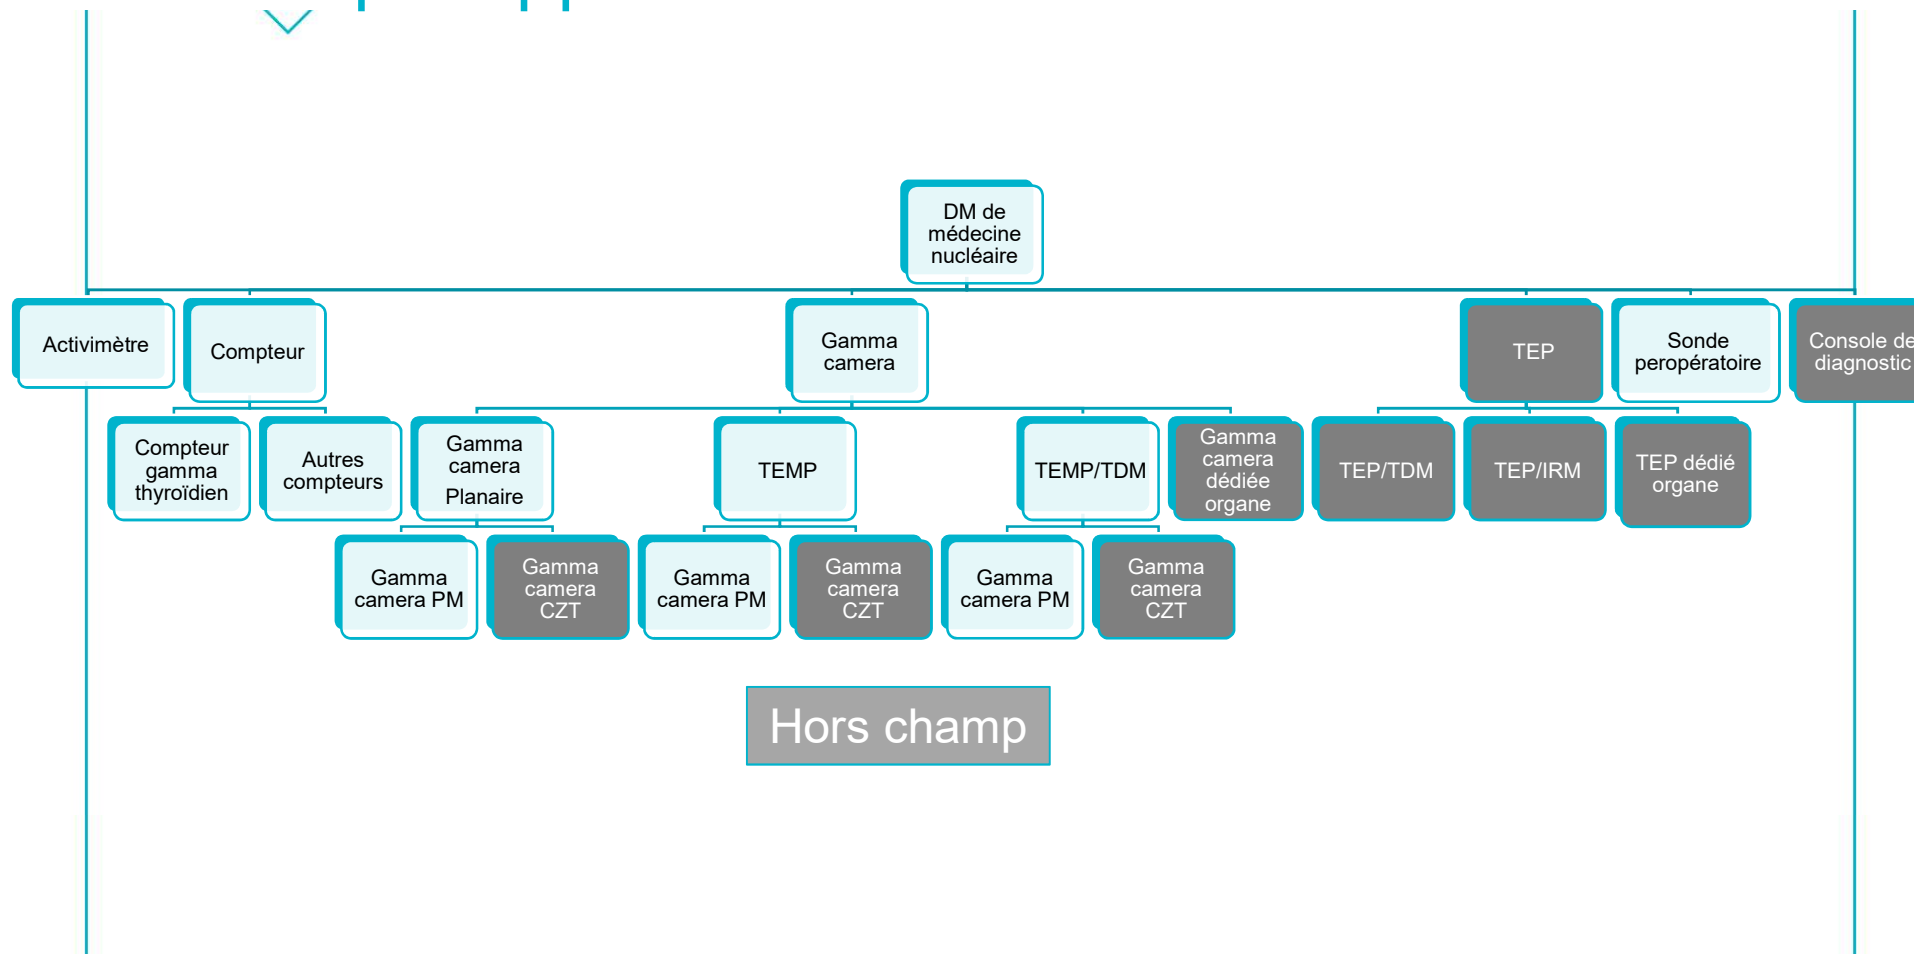 DM de
médecine
nucléaire
Activimètre
Compteur
Gamma
camera
TEP
Sonde
peropératoire
Console de
diagnostic
Compteur
gamma
thyroïdien
Autres
compteurs
Gamma
camera
Planaire
TEMP
TEMP/TDM
Gamma
camera
dédiée
organe
TEP/TDM
TEP/IRM
TEP dédié
organe
Gamma
camera PM
Gamma
camera
CZT
Gamma
camera PM
Gamma
camera
CZT
Gamma
camera PM
Gamma
camera
CZT
Hors champ